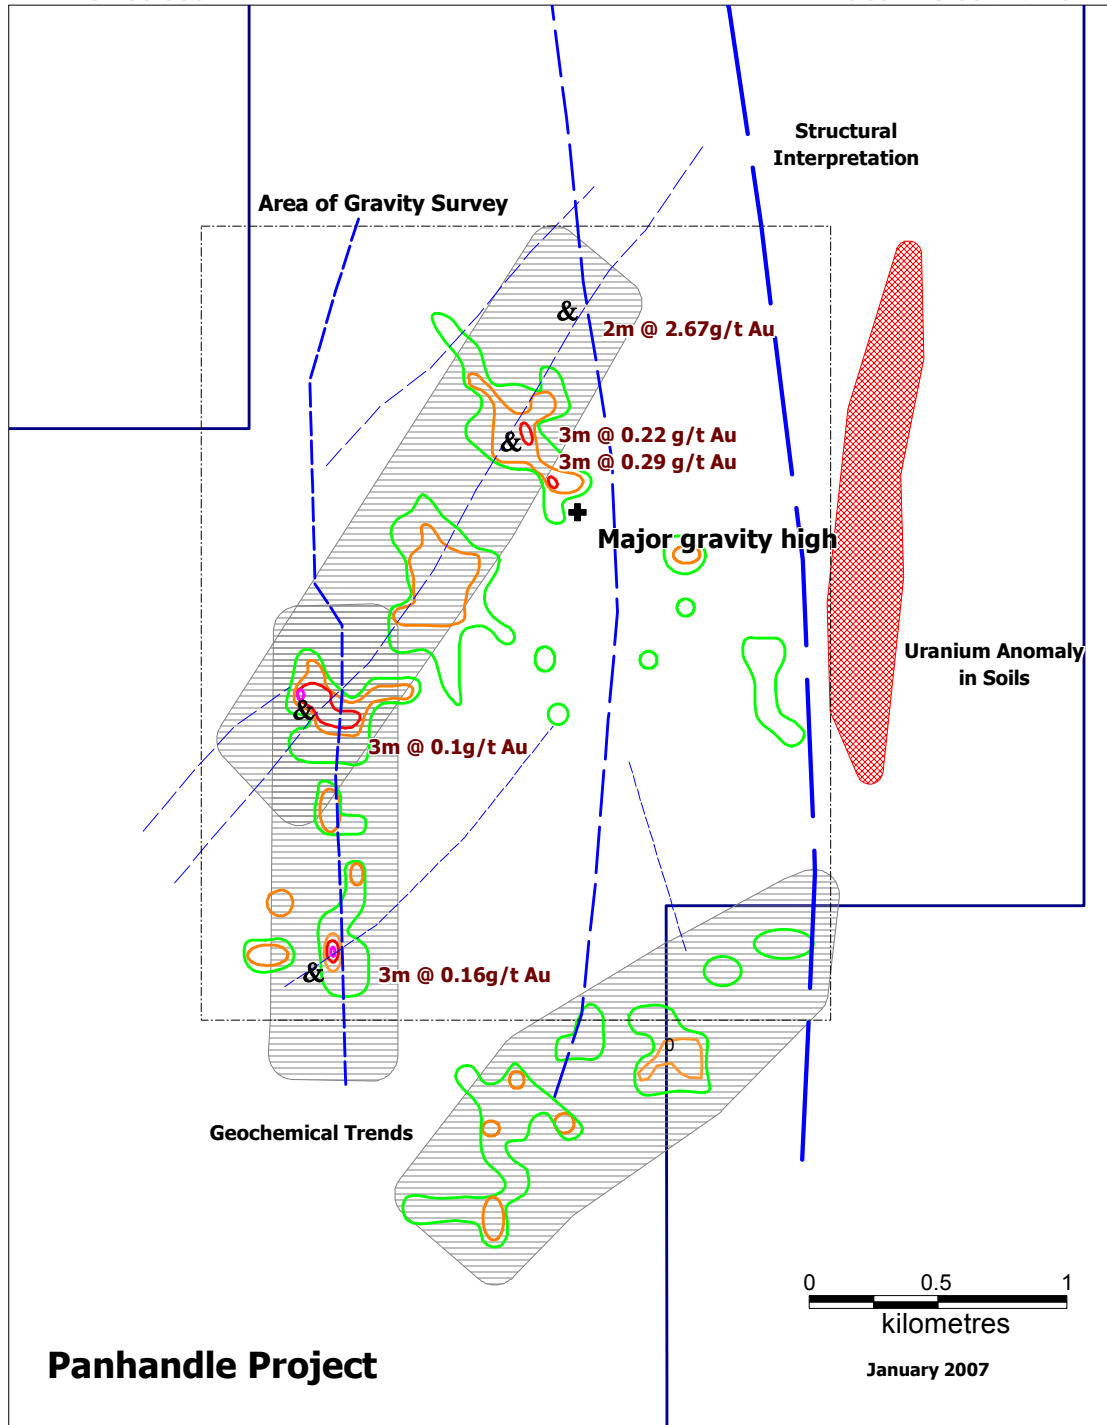 Structural
Interpretation
Area of Gravity Survey
&
2m @ 2.67g/t Au
&
3m @ 0.22 g/t Au
3m @ 0.29 g/t Au
Major gravity high
Uranium Anomaly
in Soils
&
3m @ 0.1g/t Au
&
3m @ 0.16g/t Au
0
Geochemical Trends
0 0.5 1
kilometres
Panhandle Project
January 2007